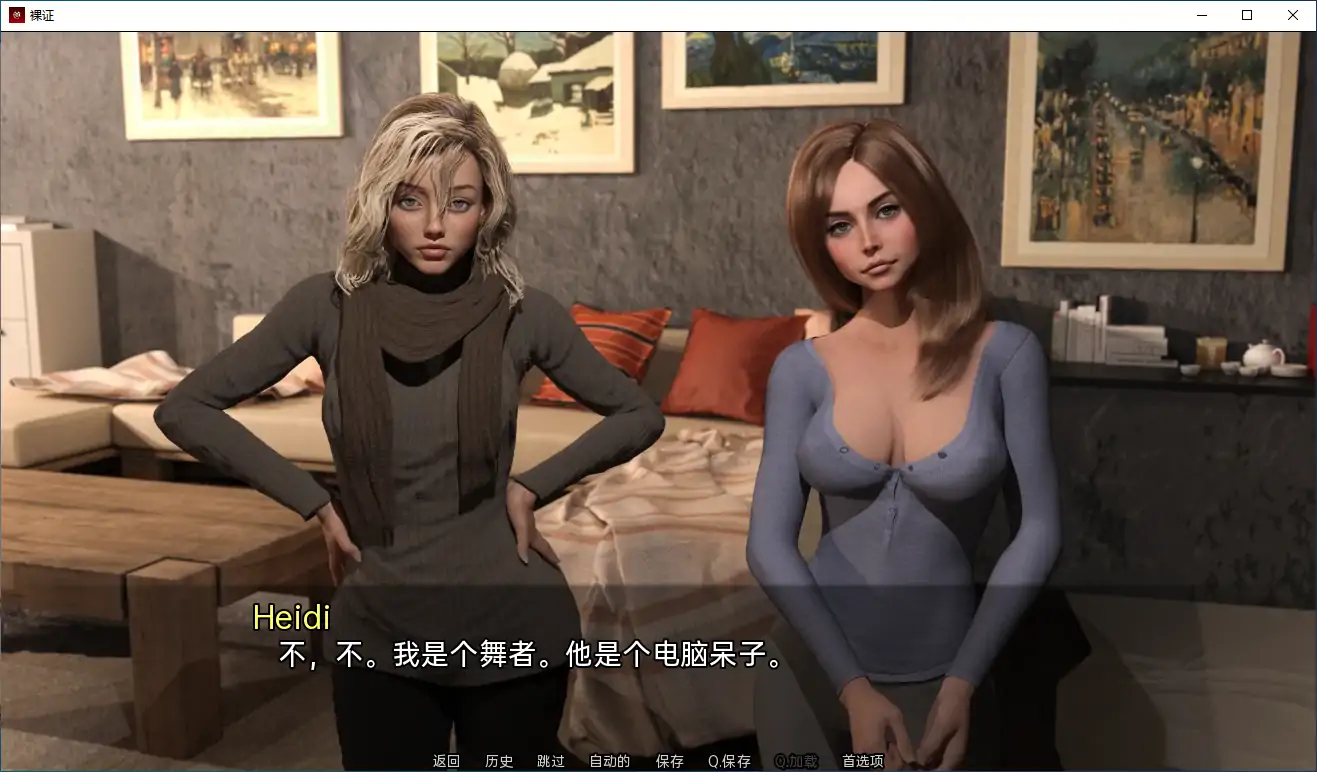 裸证
Heidi
不，不。我是个舞者。他是个电脑呆子。
返回 历史 跳过 自动的 保存 Q.保存 Q.加载 首选项